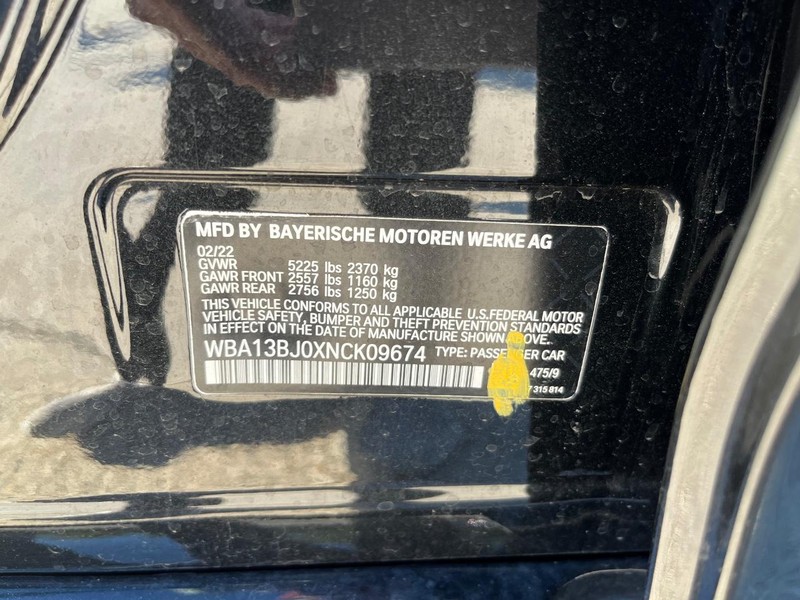 MFD BY BAYERISCHE MOTOREN WERKE AG
02/22
GVWR 5225 lbs 2370 kg
GAWR FRONT 2557 lbs 1160 kg
GAWR REAR 2756 lbs 1250 kg
THIS VEHICLE CONFORMS TO ALL APPLICABLE U.S.FEDERAL MOTOR
VEHICLE SAFETY, BUMPER AND THEFT PREVENTION STANDARDS
IN EFFECT ON THE DATE OF MANUFACTURE SHOWN ABOVE.
WBA13BJ0XNCK09674 TYPE: PASSENGER CAR
475/9
315 814